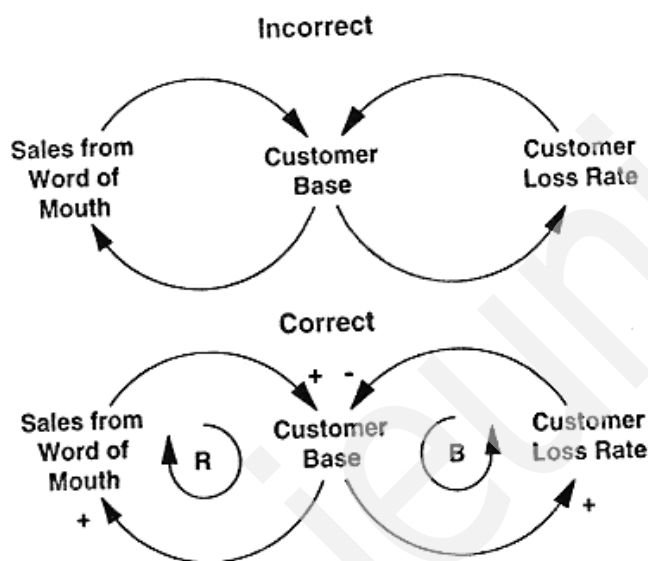 Incorrect
Sales from
Word of
Mouth
Customer
Base
Customer
Loss Rate
Correct
+ -
Sales from
Word of
Mouth
+
R
Customer
Base
B
Customer
Loss Rate
+